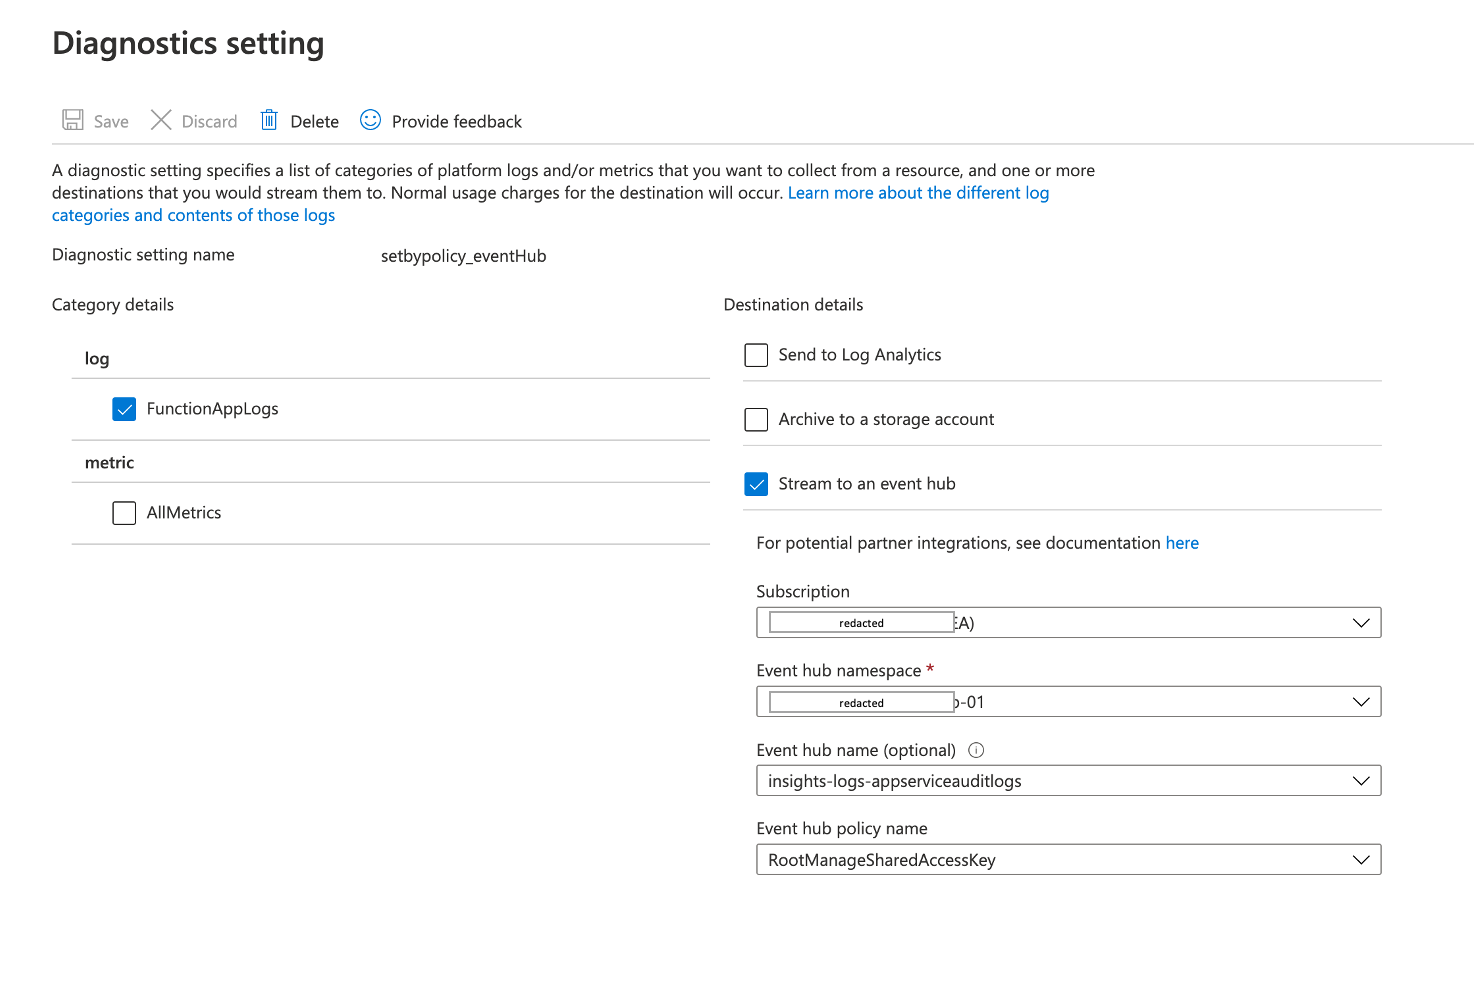 Diagnostics setting
Save Discard Delete Provide feedback
A diagnostic setting specifies a list of categories of platform logs and/or metrics that you want to collect from a resource, and one or more
destinations that you would stream them to. Normal usage charges for the destination will occur. Learn more about the different log
categories and contents of those logs
Diagnostic setting name setbypolicy_eventHub
Category details
log
FunctionAppLogs
metric
AllMetrics
Destination details
Send to Log Analytics
Archive to a storage account
Stream to an event hub
For potential partner integrations, see documentation here
Subscription
redacted EA)
Event hub namespace *
redacted -01
Event hub name (optional)
insights-logs-appserviceauditlogs
Event hub policy name
RootManageSharedAccessKey